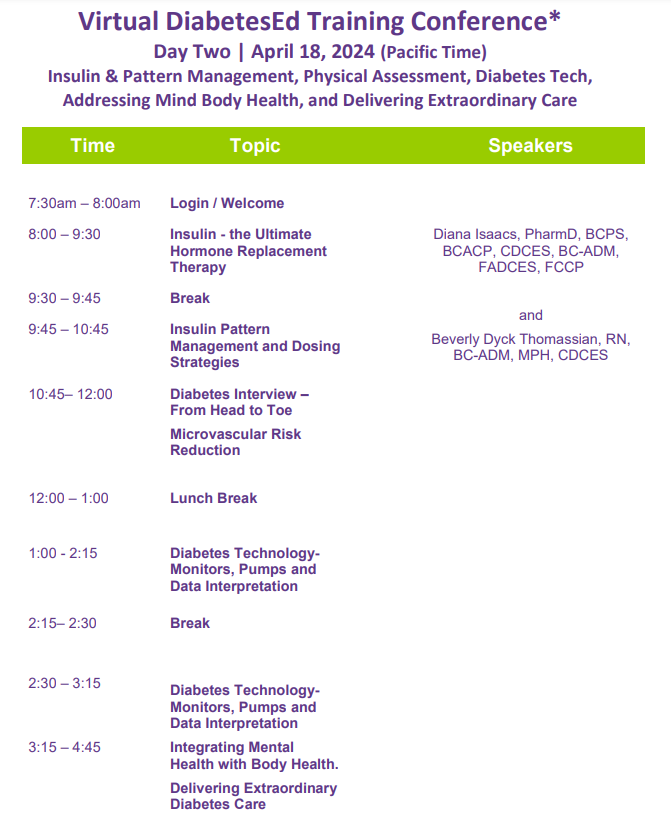 Virtual DiabetesEd Training Conference*
Day Two | April 18, 2024 (Pacific Time)
Insulin & Pattern Management, Physical Assessment, Diabetes Tech,
Addressing Mind Body Health, and Delivering Extraordinary Care
Time Topic Speakers
7:30am – 8:00am Login / Welcome
8:00 – 9:30 Insulin - the Ultimate Diana Isaacs, PharmD, BCPS,
Hormone Replacement BCACP, CDCES, BC-ADM,
Therapy FADCES, FCCP
9:30 – 9:45 Break
and
9:45 – 10:45 Insulin Pattern
Management and Dosing Beverly Dyck Thomassian, RN,
Strategies BC-ADM, MPH, CDCES
10:45– 12:00 Diabetes Interview –
From Head to Toe
Microvascular Risk
Reduction
12:00 – 1:00 Lunch Break
1:00 - 2:15 Diabetes Technology-
Monitors, Pumps and
Data Interpretation
2:15– 2:30 Break
2:30 – 3:15 Diabetes Technology-
Monitors, Pumps and
Data Interpretation
3:15 – 4:45 Integrating Mental
Health with Body Health.
Delivering Extraordinary
Diabetes Care